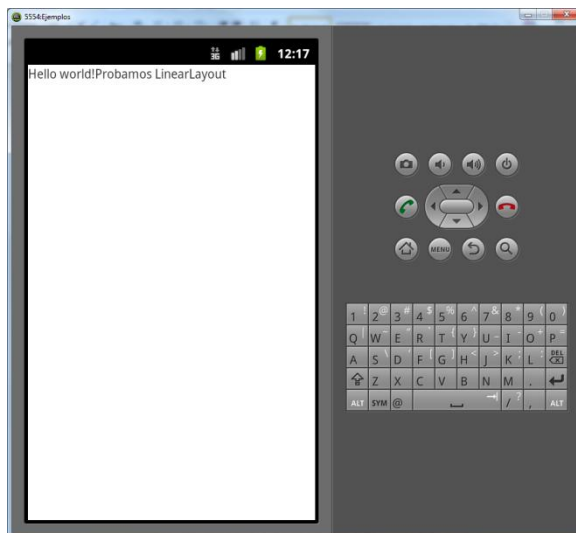 5554:Ejemplos
3G 12:17
Hello world!Probamos LinearLayout
MENU
1 ! 2 @ 3 # 4 $ 5 % 6 ^ 7 & 8 * 9 ( 0 )
Q W ~ E " R ` T { Y } U _ I - O + P =
A S \ D ' F [ G ] H < J > K ; L : DEL
Z X C V B N M .
ALT SYM @ / ? , ALT